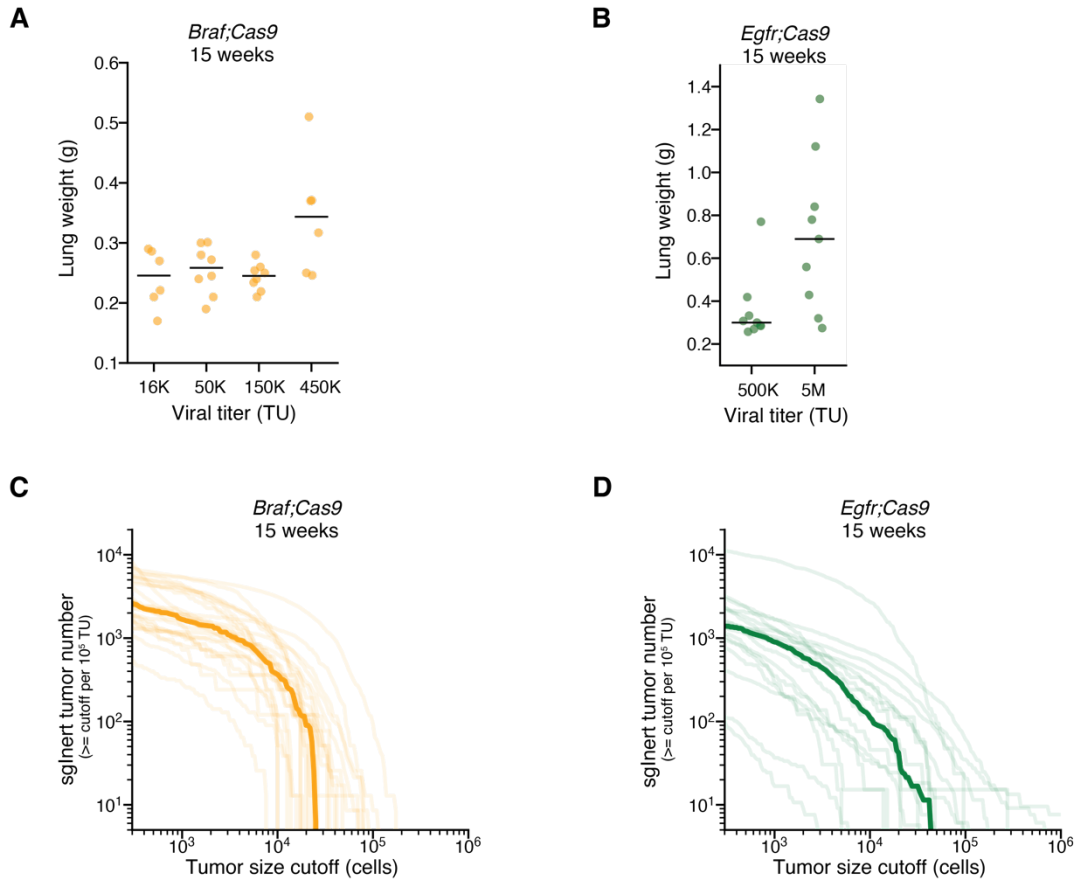 A
Braf;Cas9
15 weeks
Lung weight (g)
0.6
0.5
0.4
0.3
0.2
0.1
16K 50K 150K 450K
Viral titer (TU)
B
Egfr;Cas9
15 weeks
Lung weight (g)
1.4
1.2
1.0
0.8
0.6
0.4
0.2
500K 5M
Viral titer (TU)
C
Braf;Cas9
15 weeks
sgInert tumor number
(>= cutoff per 10⁵ TU)
10⁴
10³
10²
10¹
10³ 10⁴ 10⁵ 10⁶
Tumor size cutoff (cells)
D
Egfr;Cas9
15 weeks
sgInert tumor number
(>= cutoff per 10⁵ TU)
10⁴
10³
10²
10¹
10³ 10⁴ 10⁵ 10⁶
Tumor size cutoff (cells)